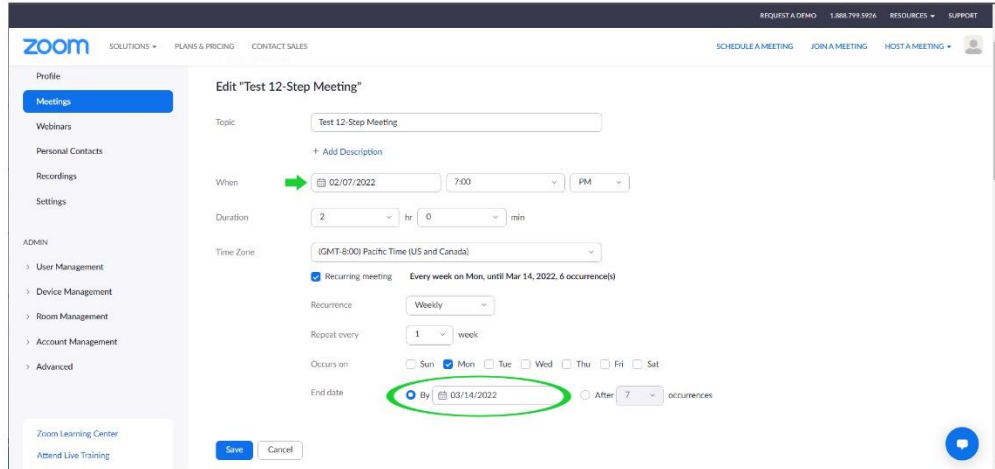 REQUEST A DEMO 1.888.799.5926 RESOURCES SUPPORT
zoom SOLUTIONS PLANS & PRICING CONTACT SALES SCHEDULE A MEETING JOIN A MEETING HOST A MEETING
Profile
Meetings
Webinars
Personal Contacts
Recordings
Settings
ADMIN
User Management
Device Management
Room Management
Account Management
Advanced
Zoom Learning Center
Attend Live Training
Edit "Test 12-Step Meeting"
Topic Test 12-Step Meeting
+ Add Description
When 02/07/2022 7:00 PM
Duration 2 hr 0 min
Time Zone (GMT-8:00) Pacific Time (US and Canada)
Recurring meeting Every week on Mon, until Mar 14, 2022, 6 occurrence(s)
Recurrence Weekly
Repeat every 1 week
Occurs on Sun Mon Tue Wed Thu Fri Sat
End date By 03/14/2022 After 7 occurrences
Save Cancel